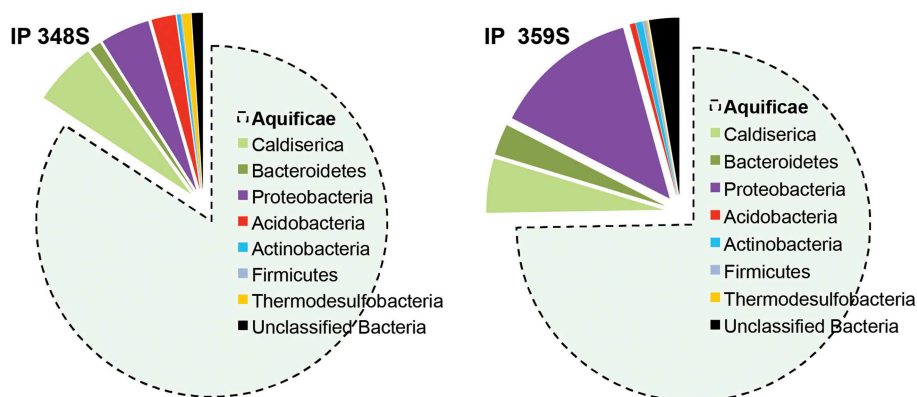 IP 348S
Aquificae
Caldiserica
Bacteroidetes
Proteobacteria
Acidobacteria
Actinobacteria
Firmicutes
Thermodesulfobacteria
Unclassified Bacteria
IP 359S
Aquificae
Caldiserica
Bacteroidetes
Proteobacteria
Acidobacteria
Actinobacteria
Firmicutes
Thermodesulfobacteria
Unclassified Bacteria